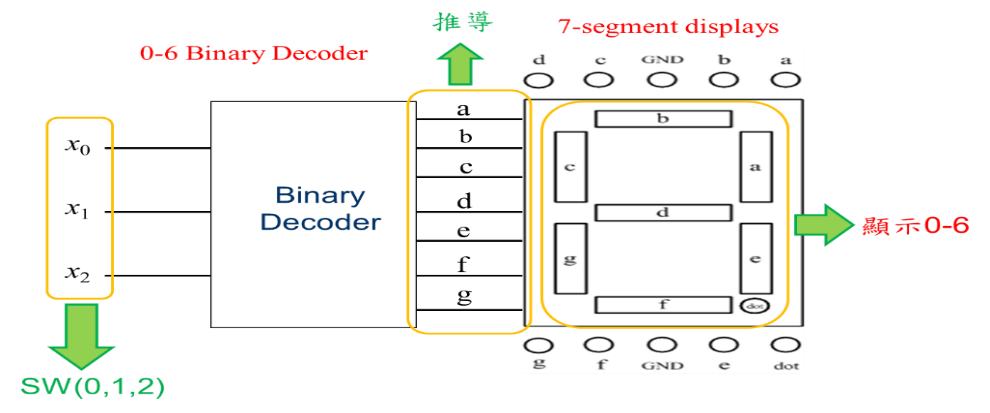 推導
7-segment displays
0-6 Binary Decoder
d c GND b a
a
b
c
d
e
f
g
x0
x1
x2
Binary
Decoder
b
c
a
d
g
e
f
dot
顯示0-6
g f GND e dot
SW(0,1,2)